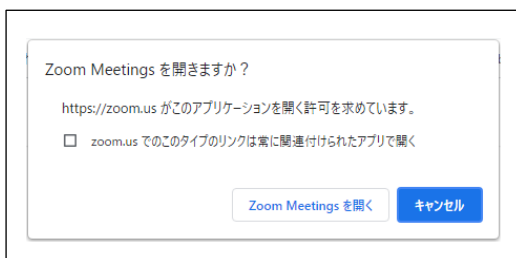 Zoom Meetings を開きますか？
https://zoom.us がこのアプリケーションを開く許可を求めています。
zoom.us でのこのタイプのリンクは常に関連付けられたアプリで開く
Zoom Meetings を開く
キャンセル